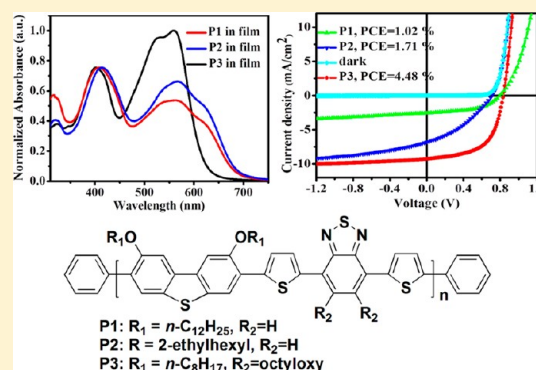 P1 in film
P2 in film
P3 in film
Normalized Absorbance (a.u.)
1.0
0.8
0.6
0.4
0.2
0.0
400 500 600 700
Wavelength (nm)
P1, PCE=1.02 %
P2, PCE=1.71 %
dark
P3, PCE=4.48 %
Current density (mA/cm²)
10
5
0
-5
-10
-15
-1.2 -0.8 -0.4 0.0 0.4 0.8 1.2
Voltage (V)
R₁O
OR₁
S
S
N
S
N
R₂
R₂
S
n
P1: R₁ = n-C₁₂H₂₅, R₂=H
P2: R = 2-ethylhexyl, R₂=H
P3: R₁ = n-C₈H₁₇, R₂=octyloxy